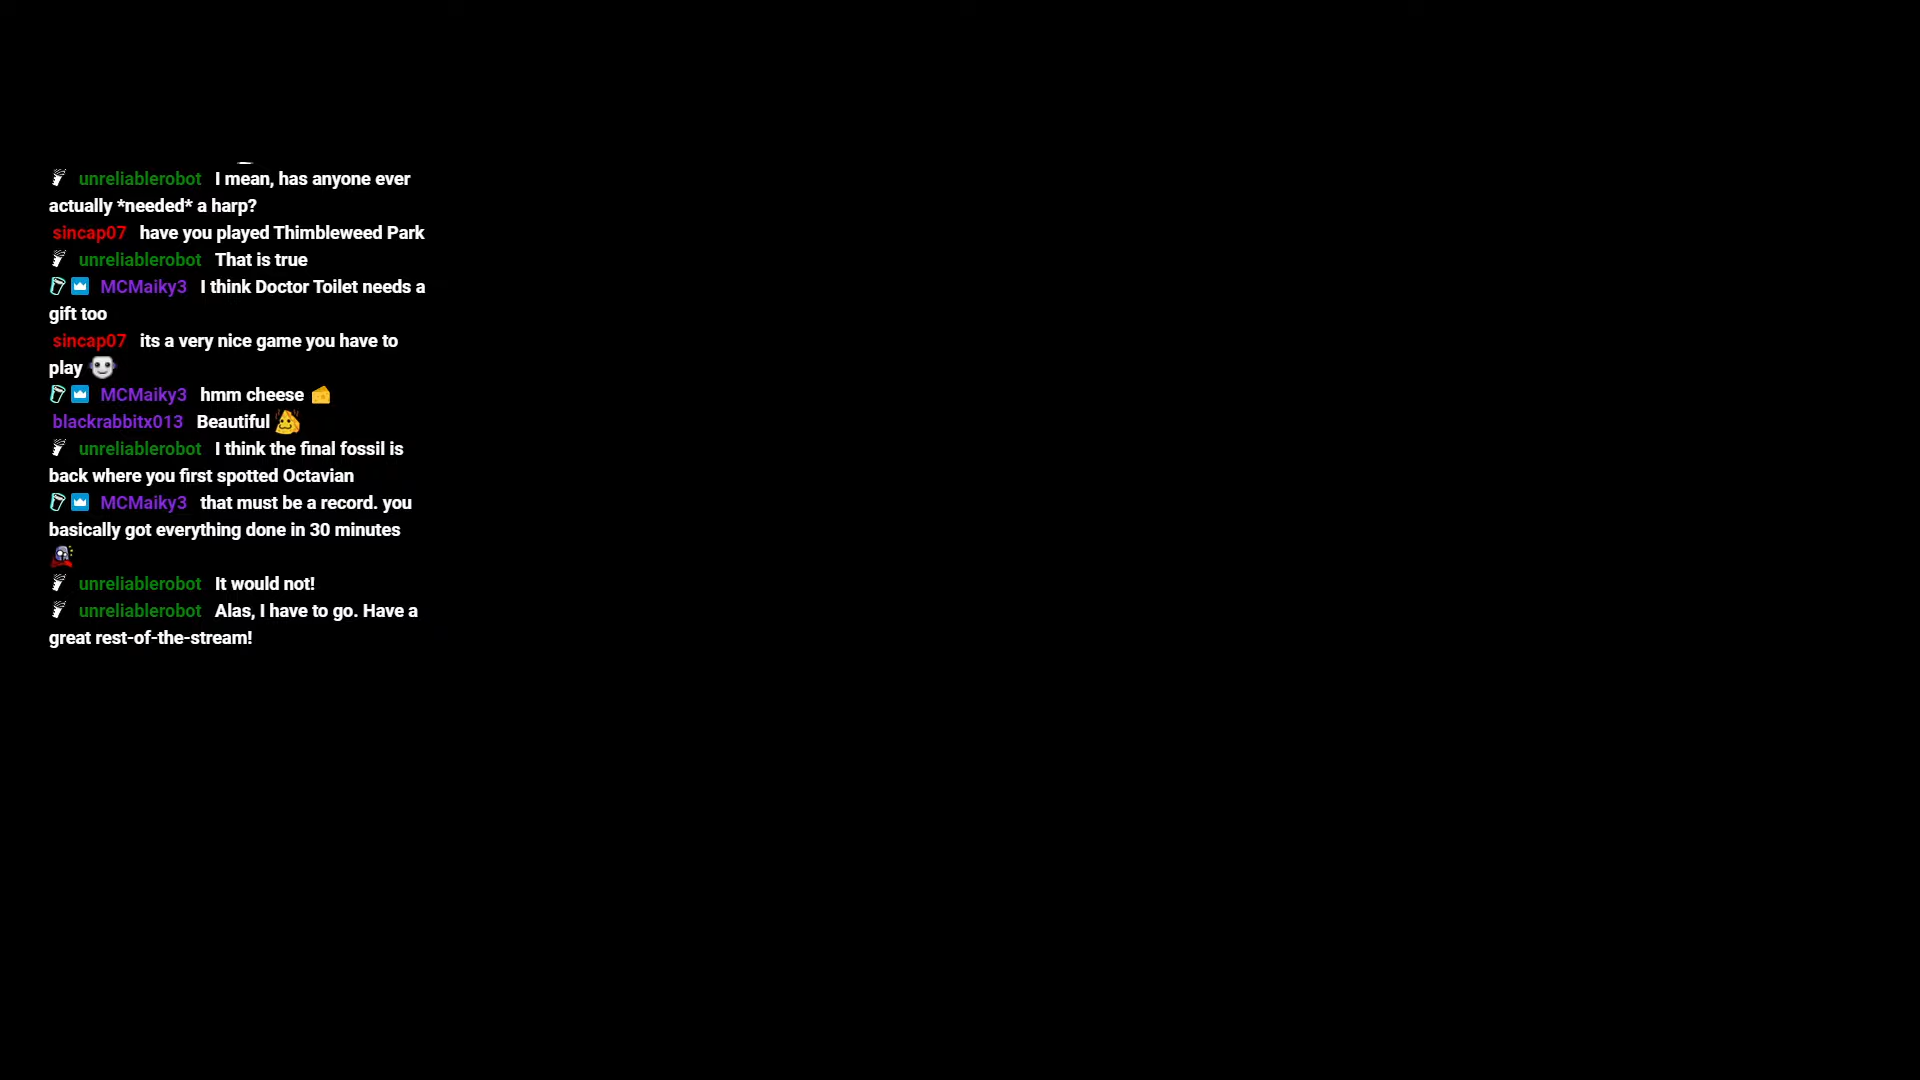 unreliablerobot I mean, has anyone ever
actually *needed* a harp?
sincap07 have you played Thimbleweed Park
unreliablerobot That is true
MCMaiky3 I think Doctor Toilet needs a
gift too
sincap07 its a very nice game you have to
play
MCMaiky3 hmm cheese
blackrabbitx013 Beautiful
unreliablerobot I think the final fossil is
back where you first spotted Octavian
MCMaiky3 that must be a record. you
basically got everything done in 30 minutes
unreliablerobot It would not!
unreliablerobot Alas, I have to go. Have a
great rest-of-the-stream!